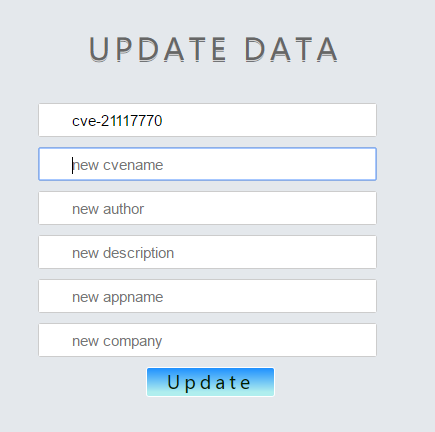 UPDATE DATA
cve-21117770
new cvename
new author
new description
new appname
new company
Update